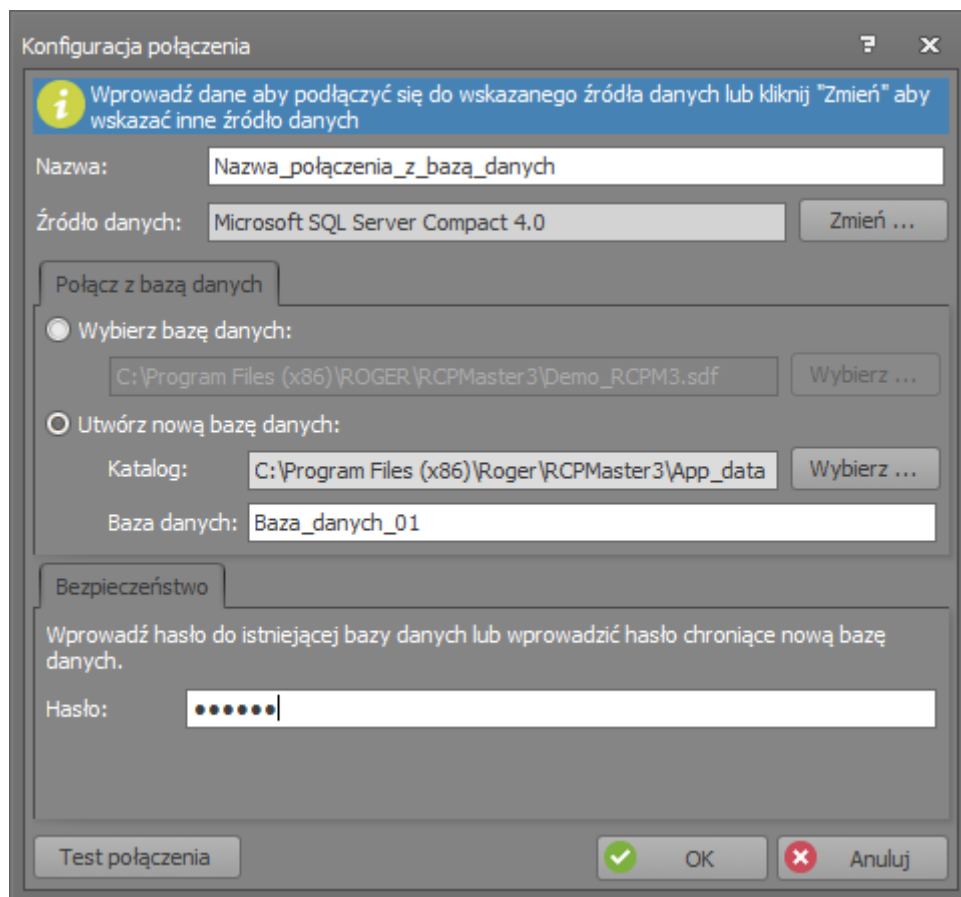 Konfiguracja połączenia
Wprowadź dane aby podłączyć się do wskazanego źródła danych lub kliknij "Zmień" aby
wskazać inne źródło danych
Nazwa: Nazwa_połączenia_z_bazą_danych
Źródło danych: Microsoft SQL Server Compact 4.0 Zmień ...
Połącz z bazą danych
Wybierz bazę danych:
C:\Program Files (x86)\ROGER\RCPMaster3\Demo_RCPM3.sdf Wybierz ...
Utwórz nową bazę danych:
Katalog: C:\Program Files (x86)\Roger\RCPMaster3\App_data Wybierz ...
Baza danych: Baza_danych_01
Bezpieczeństwo
Wprowadź hasło do istniejącej bazy danych lub wprowadzić hasło chroniące nową bazę
danych.
Hasło: ••••••
Test połączenia OK Anuluj